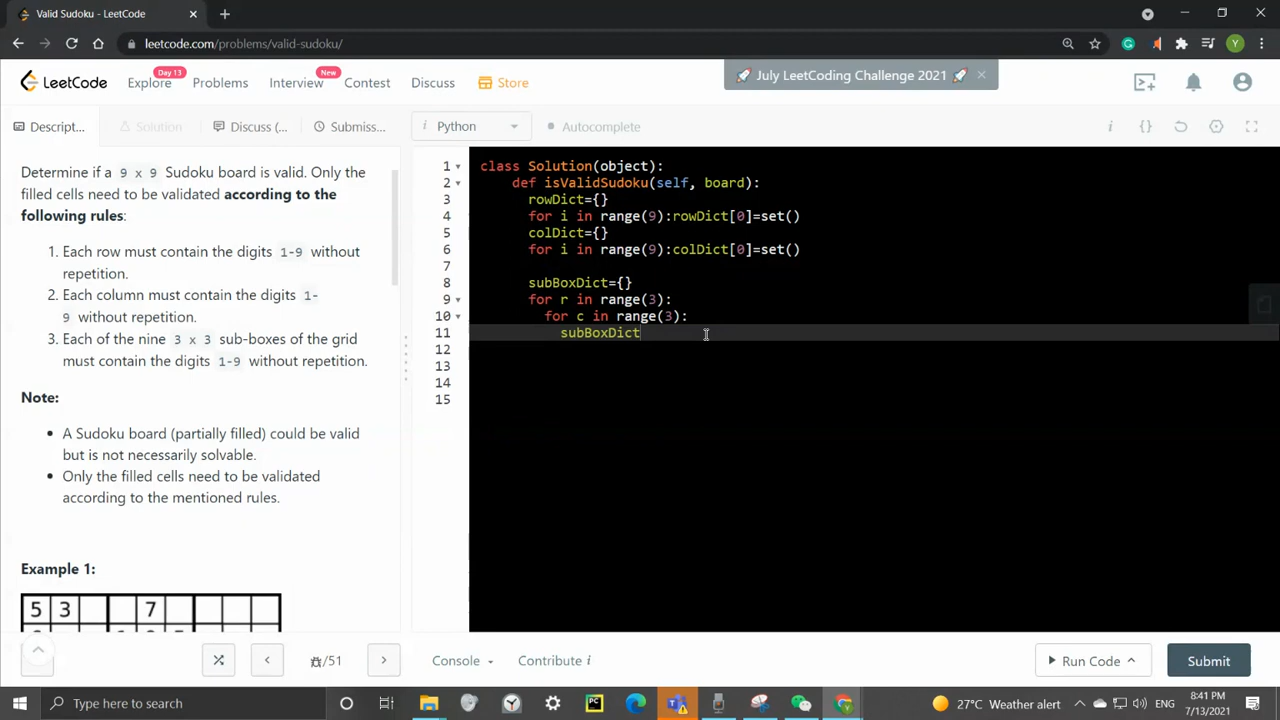 Valid Sudoku - LeetCode
leetcode.com/problems/valid-sudoku/
Y
LeetCode
Explore
Day 13
Problems
Interview
New
Contest
Discuss
Store
🚀 July LeetCoding Challenge 2021 🚀
Descript...
Solution
Discuss (...
Submiss...
i Python
Autocomplete
Determine if a 9 x 9 Sudoku board is valid. Only the
filled cells need to be validated according to the
following rules:
1. Each row must contain the digits 1-9 without
repetition.
2. Each column must contain the digits 1-
9 without repetition.
3. Each of the nine 3 x 3 sub-boxes of the grid
must contain the digits 1-9 without repetition.
Note:
• A Sudoku board (partially filled) could be valid
but is not necessarily solvable.
• Only the filled cells need to be validated
according to the mentioned rules.
Example 1:
5 3 7
1 class Solution(object):
2 def isValidSudoku(self, board):
3 rowDict={}
4 for i in range(9):rowDict[0]=set()
5 colDict={}
6 for i in range(9):colDict[0]=set()
7
8 subBoxDict={}
9 for r in range(3):
10 for c in range(3):
11 subBoxDict
12
13
14
15
/51
Console
Contribute i
Run Code
Submit
Type here to search
27°C Weather alert
ENG
8:41 PM
7/13/2021